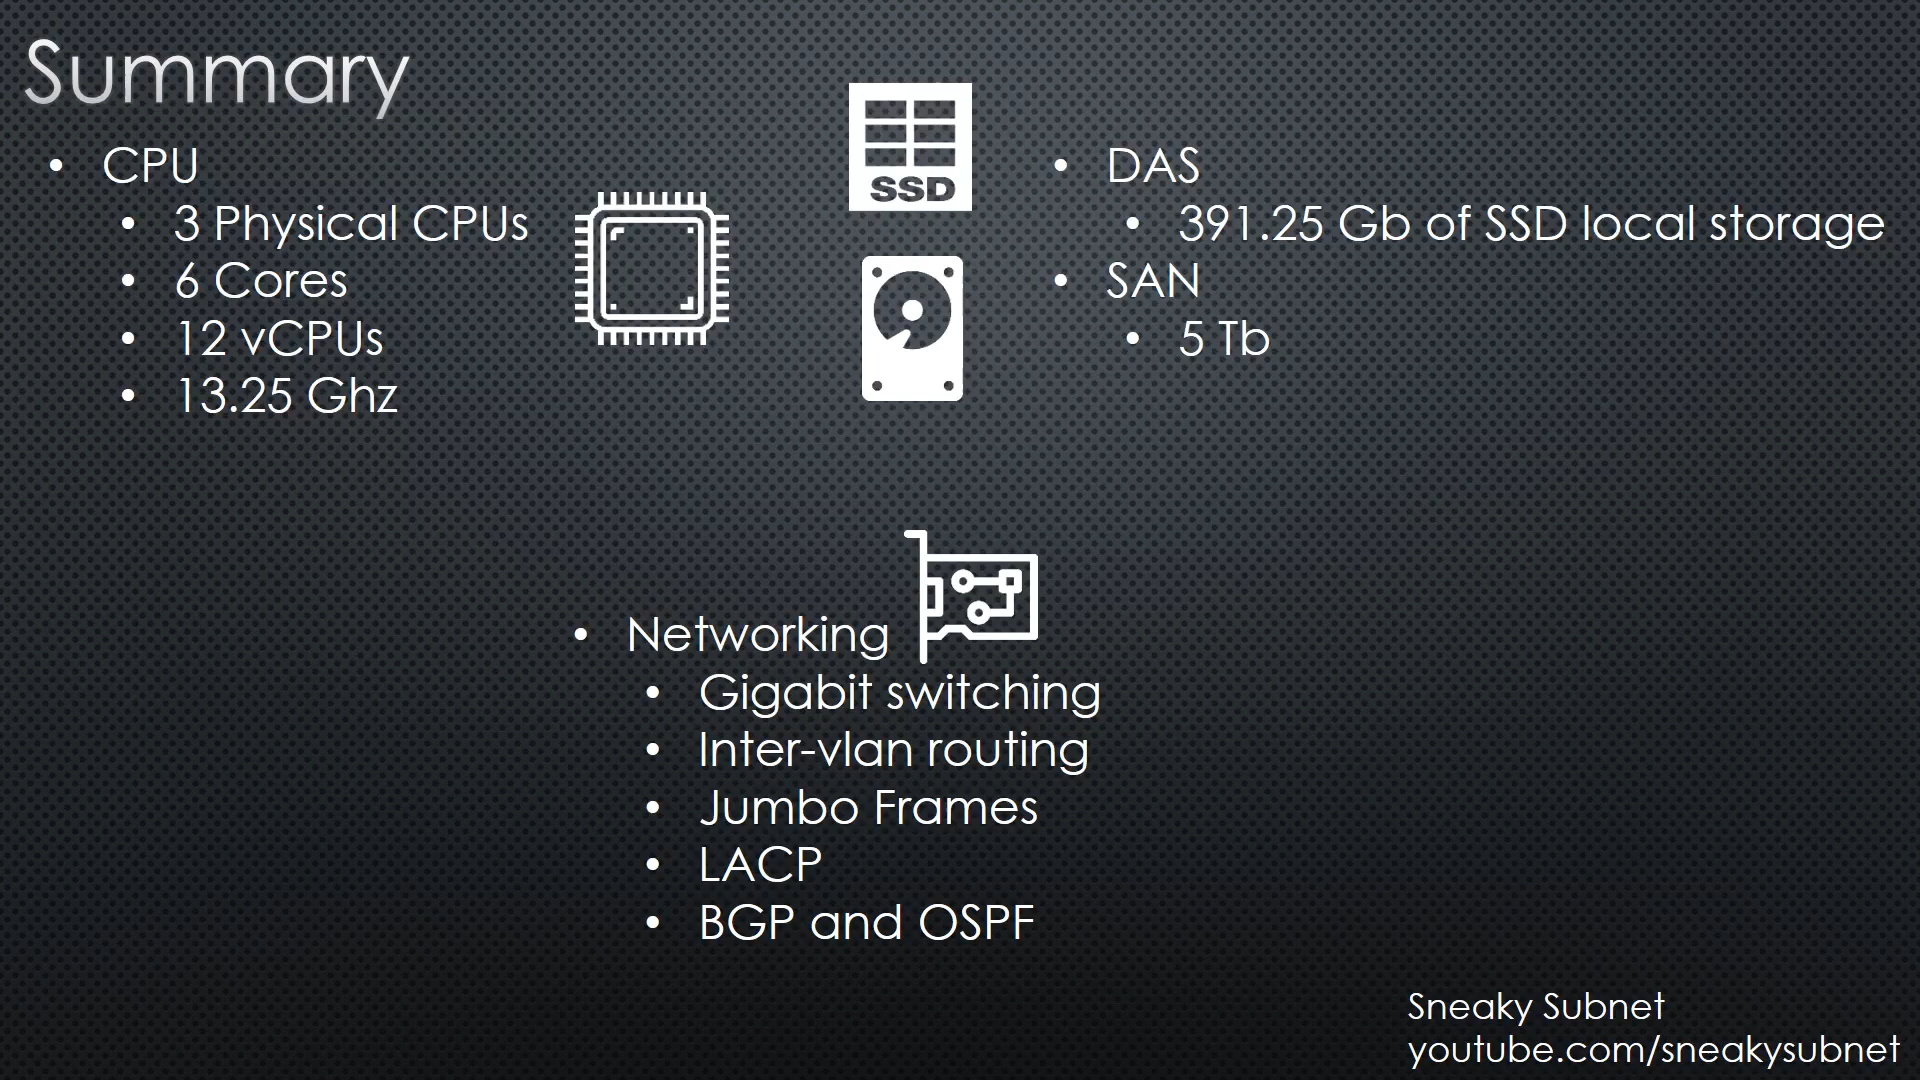 Summary
• CPU
• 3 Physical CPUs
• 6 Cores
• 12 vCPUs
• 13.25 Ghz
SSD
• DAS
• 391.25 Gb of SSD local storage
• SAN
• 5 Tb
• Networking
• Gigabit switching
• Inter-vlan routing
• Jumbo Frames
• LACP
• BGP and OSPF
Sneaky Subnet
youtube.com/sneakysubnet